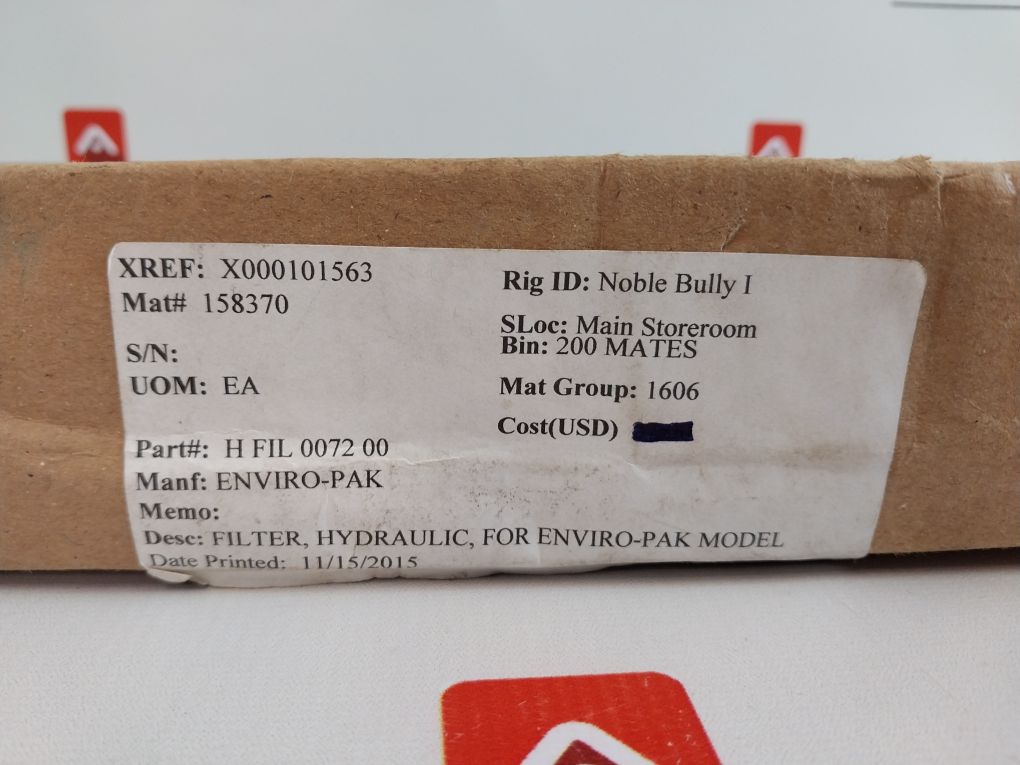 XREF: X000101563
Mat# 158370
S/N:
UOM: EA
Part#: H FIL 0072 00
Manf: ENVIRO-PAK
Memo:
Desc: FILTER, HYDRAULIC, FOR ENVIRO-PAK MODEL
Date Printed: 11/15/2015
Rig ID: Noble Bully I
SLoc: Main Storeroom
Bin: 200 MATES
Mat Group: 1606
Cost(USD)